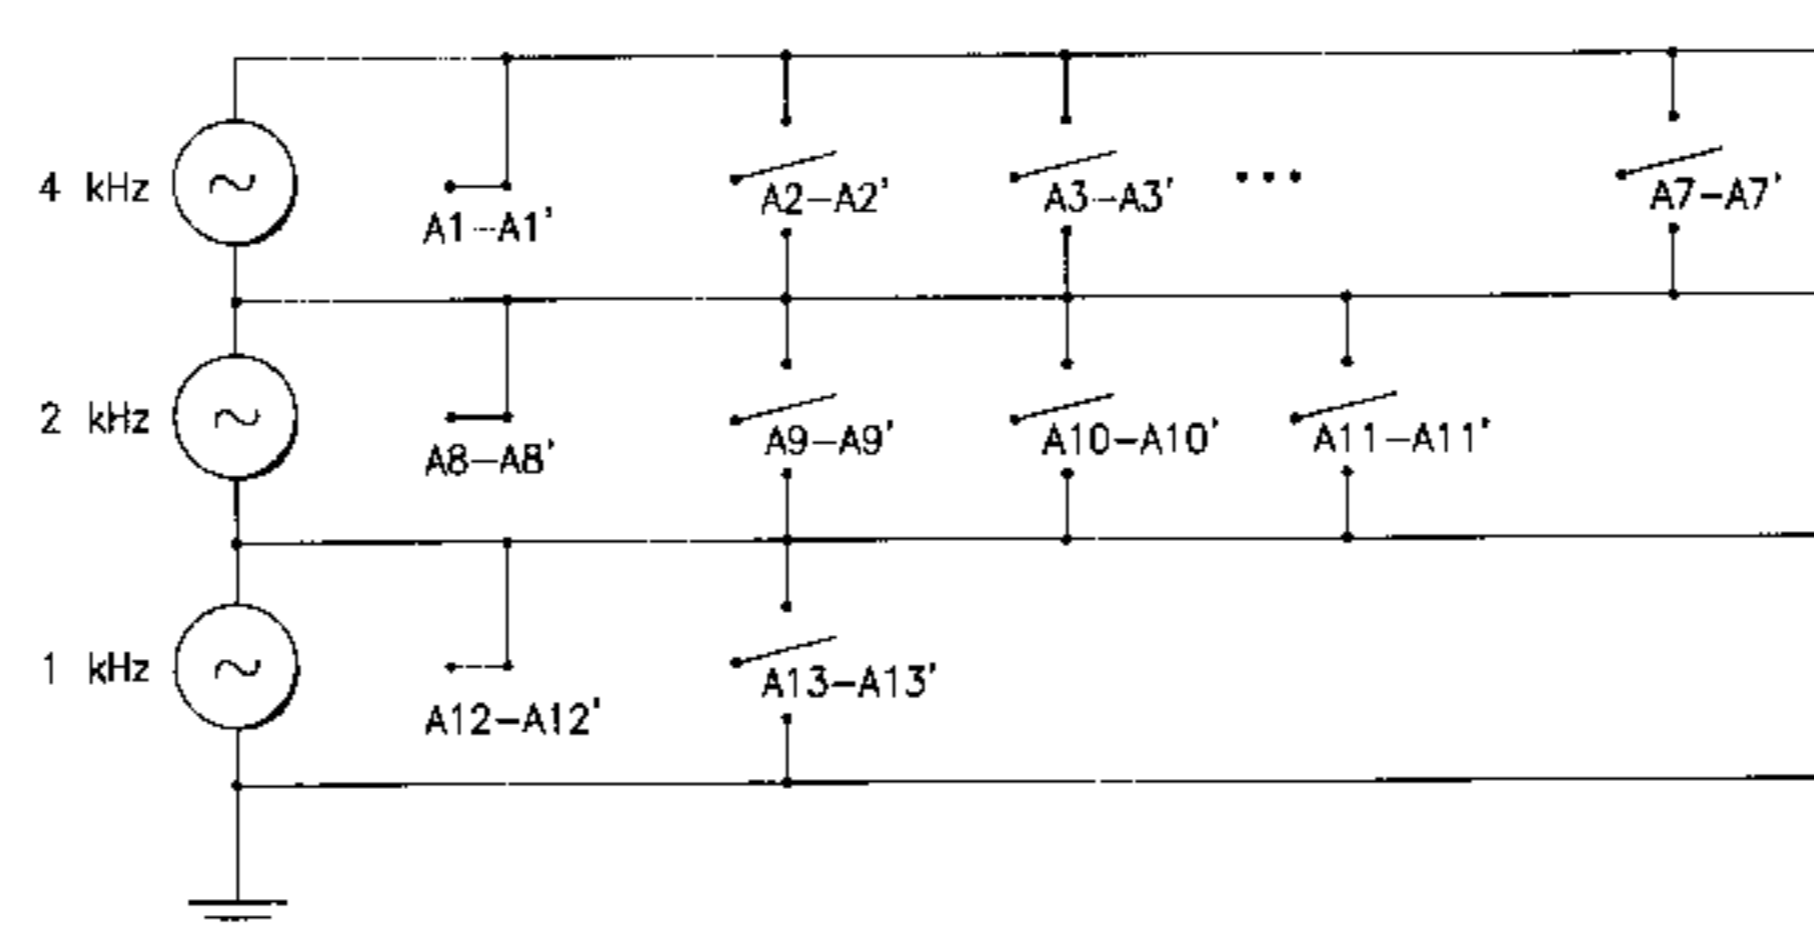 4 kHz
A1-A1'
A2-A2'
A3-A3'
...
A7-A7'
2 kHz
A8-A8'
A9-A9'
A10-A10'
A11-A11'
1 kHz
A12-A12'
A13-A13'